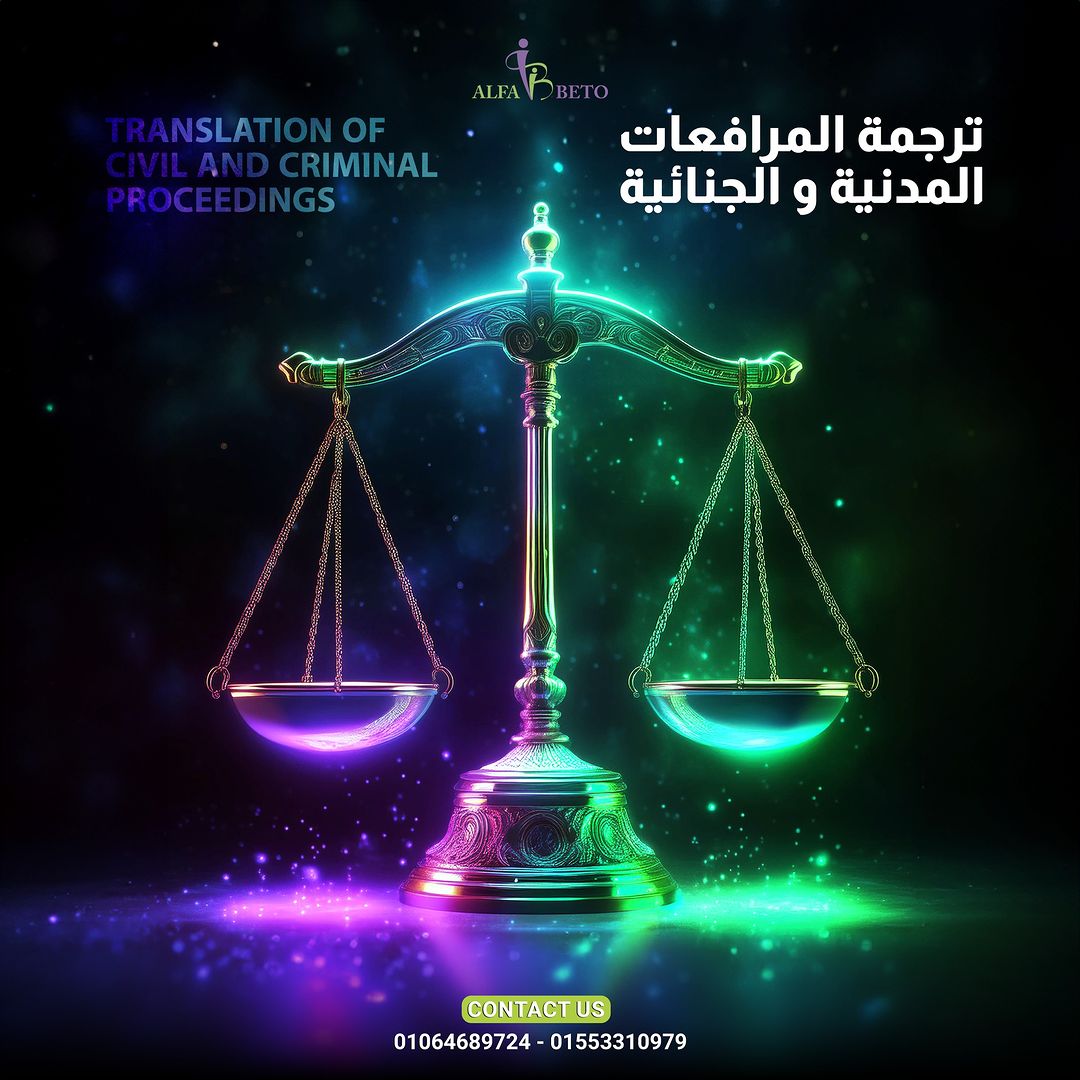 ALFA BETO
TRANSLATION OF
CIVIL AND CRIMINAL
PROCEEDINGS
ترجمة المرافعات
المدنية و الجنائية
CONTACT US
01064689724 - 01553310979